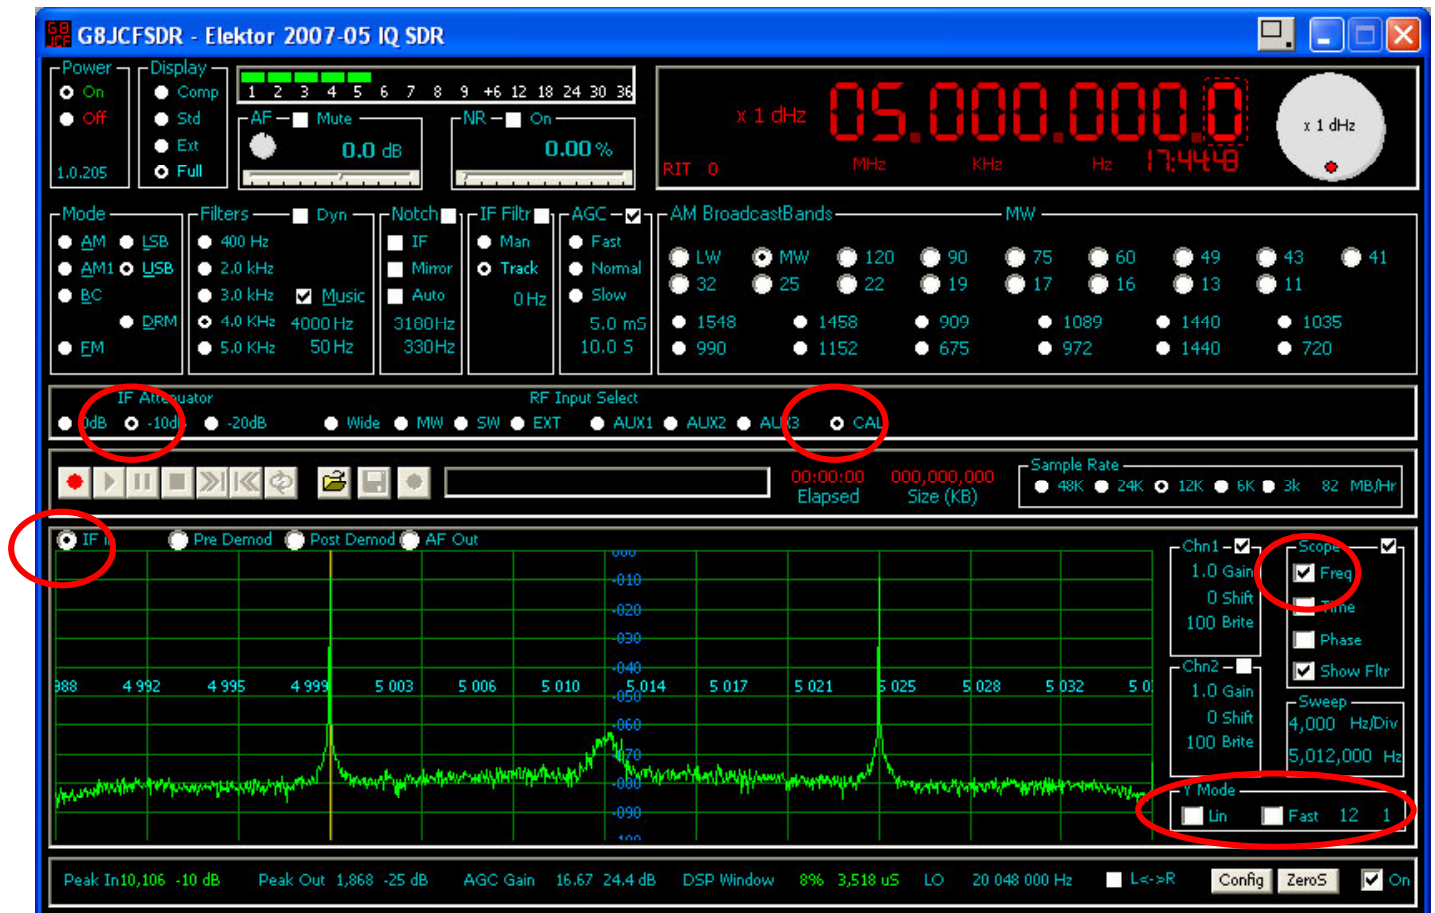 G8JCFSDR - Elektor 2007-05 IQ SDR
Power
On
Off
1.0.205
Display
Comp
Std
Ext
Full
1 2 3 4 5 6 7 8 9 +6 12 18 24 30 36
AF Mute
0.0 dB
NR On
0.00 %
x 1 dHz
05.000.000.0
MHz KHz Hz 17:44:48
RIT 0
x 1 dHz
Mode
AM LSB
AM1 USB
BC
DRM
FM
Filters Dyn
400 Hz
2.0 kHz
3.0 kHz Music
4.0 KHz 4000 Hz
5.0 KHz 50 Hz
Notch
IF
Mirror
Auto
3180Hz
330Hz
IF Filtr
Man
Track
0 Hz
AGC
Fast
Normal
Slow
5.0 mS
10.0 S
AM BroadcastBands MW
LW MW 120 90 75 60 49 43 41
32 25 22 19 17 16 13 11
1548 1458 909 1089 1440 1035
990 1152 675 972 1440 720
IF Attenuator RF Input Select
0dB -10dB -20dB Wide MW SW EXT AUX1 AUX2 AUX3 CAL
00:00:00 000,000,000
Elapsed Size (KB)
Sample Rate
48K 24K 12K 6K 3k 82 MB/Hr
IF Pre Demod Post Demod AF Out
000
-010
-020
-030
-040
988 4 992 4 995 4 999 5 003 5 006 5 010 5 014 5 017 5 021 5 025 5 028 5 032 5 0
-050
-060
-070
-080
-090
-100
Chn1
1.0 Gain
0 Shift
100 Brite
Chn2
1.0 Gain
0 Shift
100 Brite
Scope
Freq
Time
Phase
Show Fltr
Sweep
4,000 Hz/Div
5,012,000 Hz
Y Mode
Lin Fast 12 1
Peak In10,106 -10 dB Peak Out 1,868 -25 dB AGC Gain 16.67 24.4 dB DSP Window 8% 3,518 uS LO 20 048 000 Hz L<->R Config ZeroS On